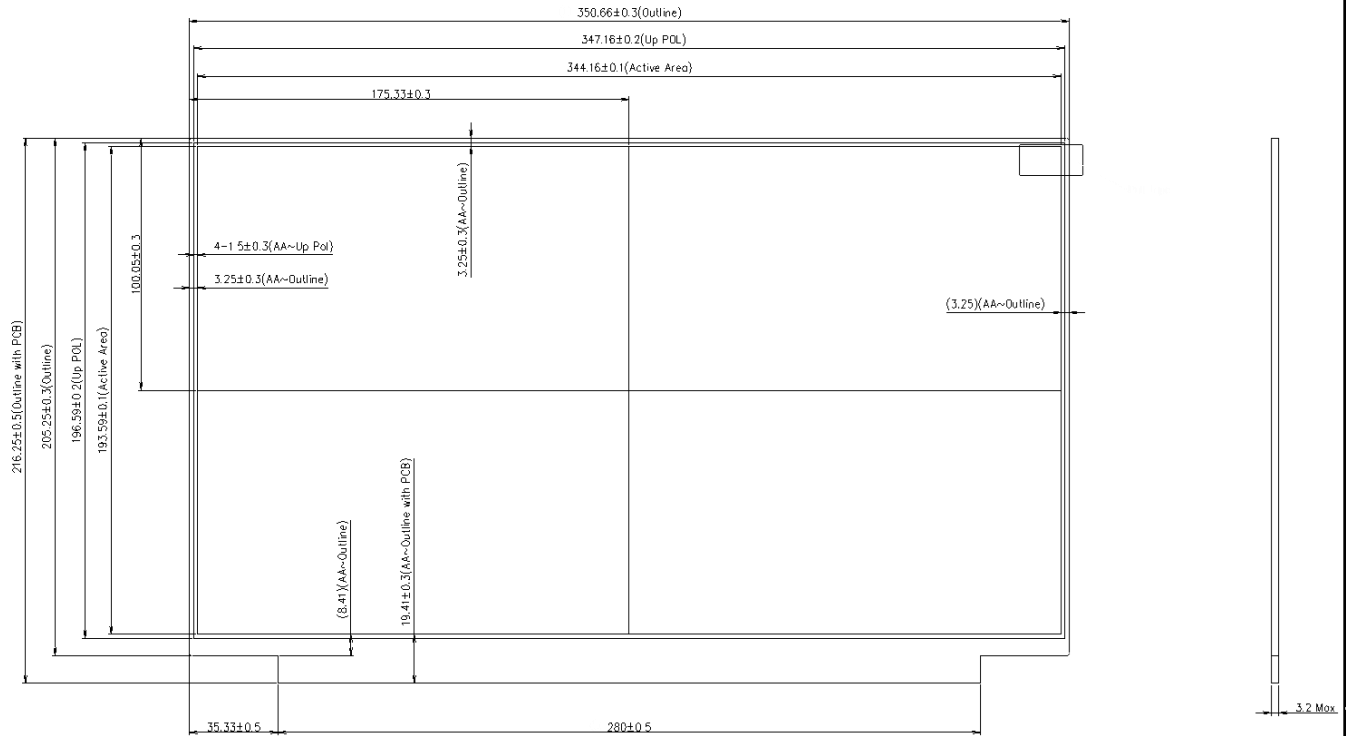 350.66±0.3(Outline)
347.16±0.2(Up POL)
344.16±0.1(Active Area)
175.33±0.3
3.25±0.3(AA~Outline)
100.05±0.3
4-1.5±0.3(AA~Up Pol)
3.25±0.3(AA~Outline)
(3.25)(AA~Outline)
216.25±0.5(Outline with PCB)
205.25±0.3(Outline)
196.59±0.2(Up POL)
193.59±0.1(Active Area)
(8.41)(AA~Outline)
19.41±0.3(AA~Outline with PCB)
35.33±0.5
280±0.5
3.2 Max